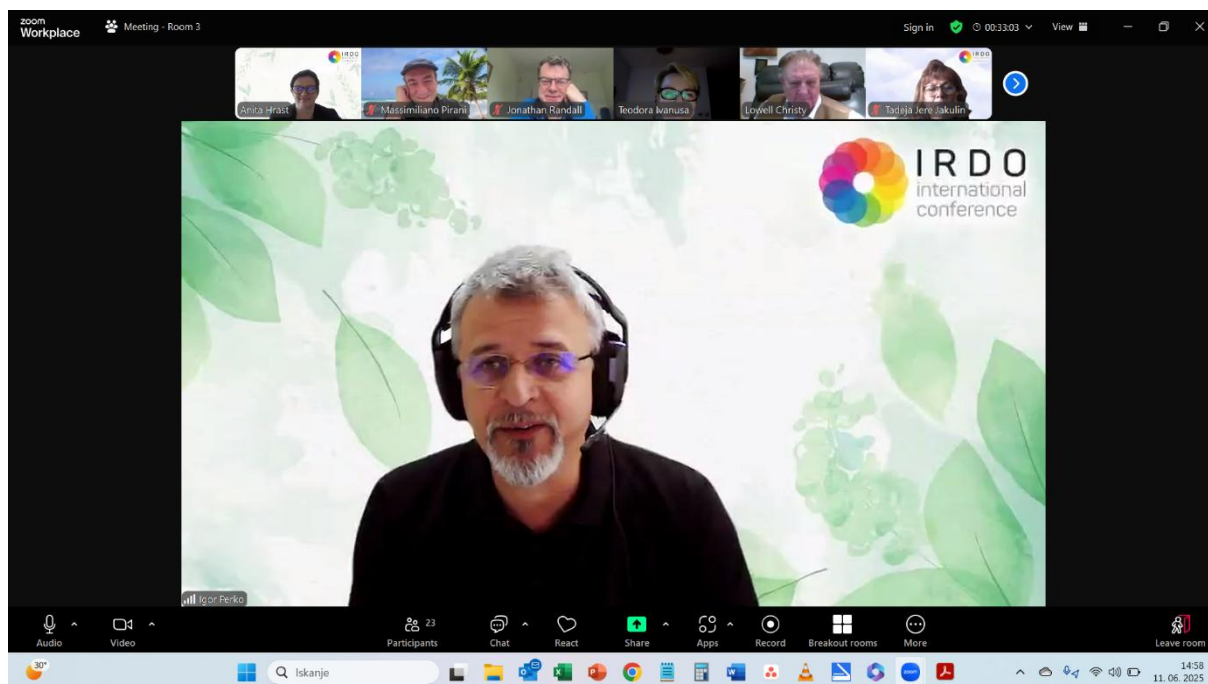 zoom
Workplace
Meeting - Room 3
Sign in
00:33:03
View
Anita Hrast
Massimiliano Pirani
Jonathan Randall
Teodora Ivanusa
Lowell Christy
Tadeja Jere Jakulin
IRDO
international
conference
Igor Perko
Audio
Video
23
Participants
Chat
React
Share
Apps
Record
Breakout rooms
More
Leave room
30°
Iskanje
14:58
11. 06. 2025